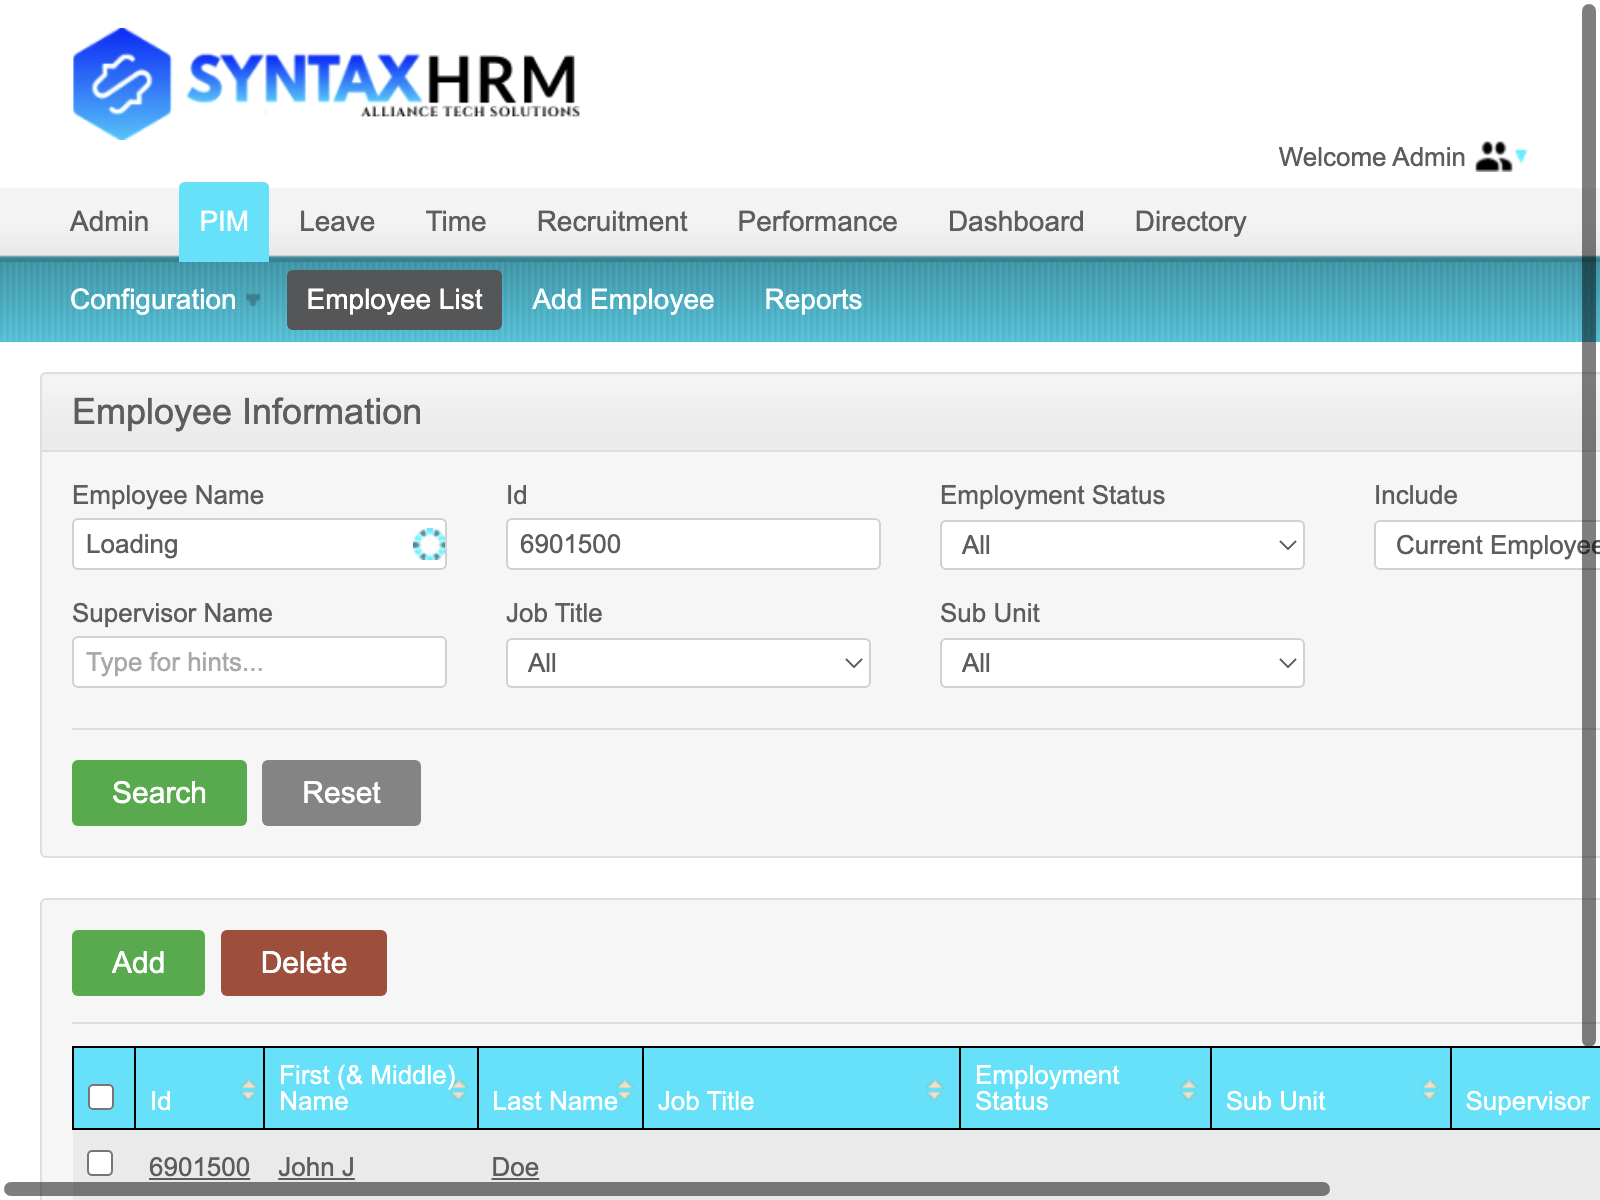 SYNTAXHRM
ALLIANCE TECH SOLUTIONS
Welcome Admin
Admin PIM Leave Time Recruitment Performance Dashboard Directory
Configuration Employee List Add Employee Reports
Employee Information
Employee Name Id Employment Status Include
Loading 6901500 All Current Employee
Supervisor Name Job Title Sub Unit
Type for hints... All All
Search Reset
Add Delete
Id First (& Middle) Name Last Name Job Title Employment Status Sub Unit Supervisor
6901500 John J Doe